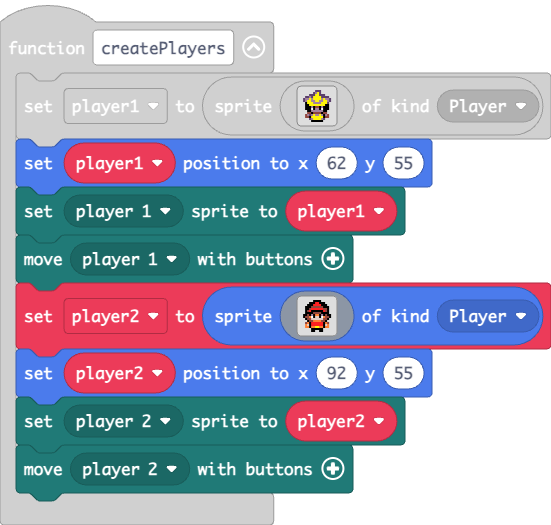 function createPlayers
set player1 to sprite of kind Player
set player1 position to x 62 y 55
set player 1 sprite to player1
move player 1 with buttons
set player2 to sprite of kind Player
set player2 position to x 92 y 55
set player 2 sprite to player2
move player 2 with buttons